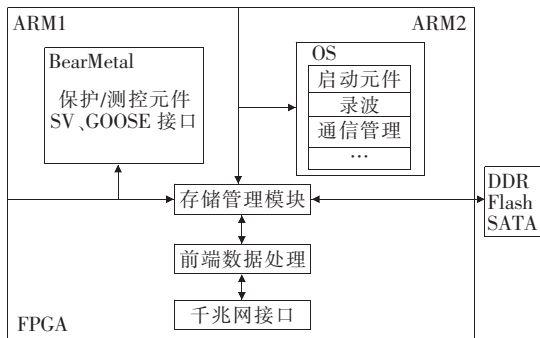 ARM1
ARM2
BearMetal
保护/测控元件
SV、GOOSE 接口
OS
启动元件
录波
通信管理
…
存储管理模块
DDR
Flash
SATA
前端数据处理
千兆网接口
FPGA